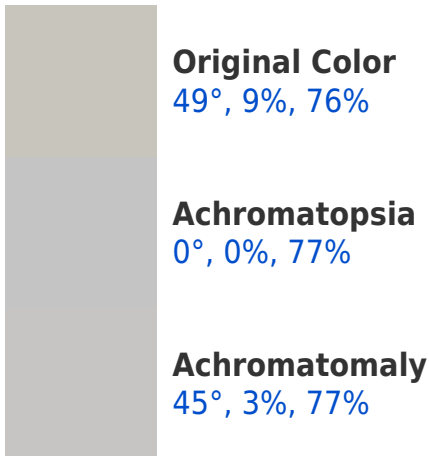 Original Color
49°, 9%, 76%
Achromatopsia
0°, 0%, 77%
Achromatomaly
45°, 3%, 77%